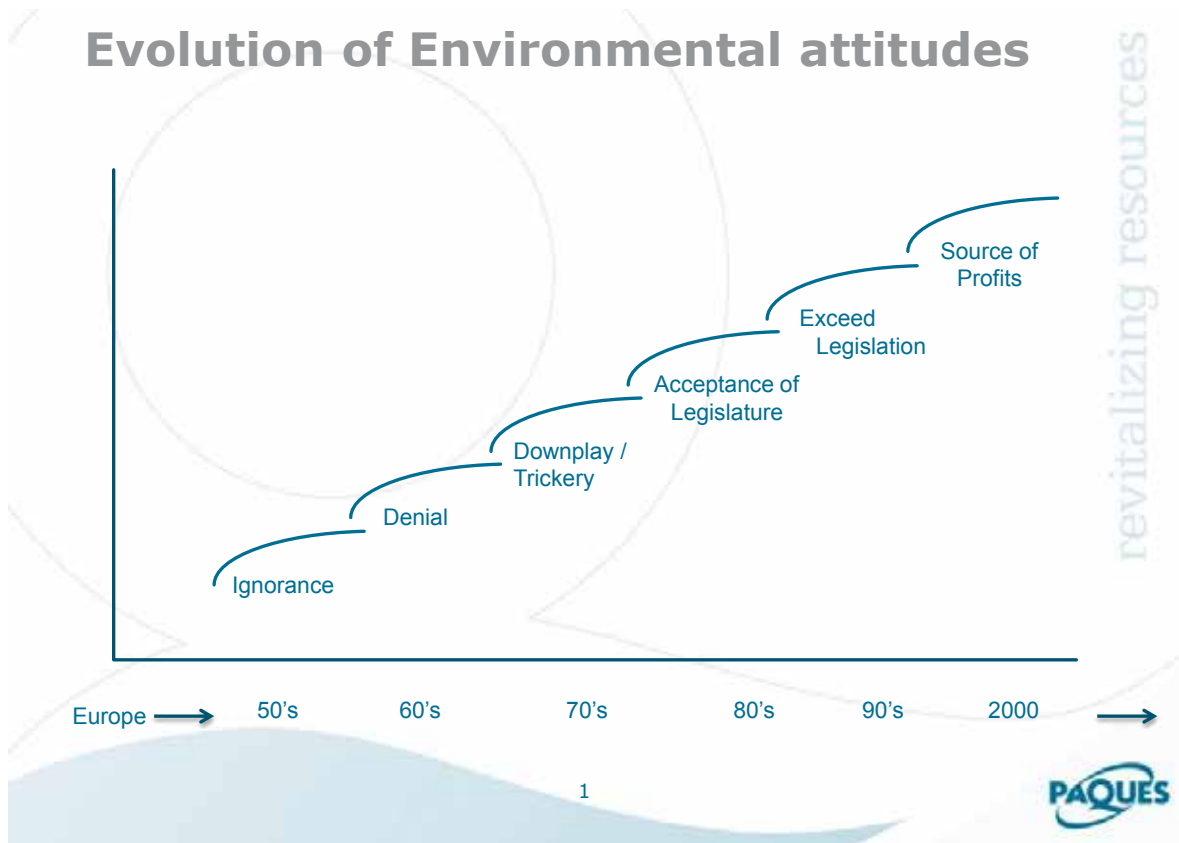 Evolution of Environmental attitudes
revitalizing resources
Source of
Profits
Exceed
Legislation
Acceptance of
Legislature
Downplay /
Trickery
Denial
Ignorance
Europe 50's 60's 70's 80's 90's 2000
1
PAQUES